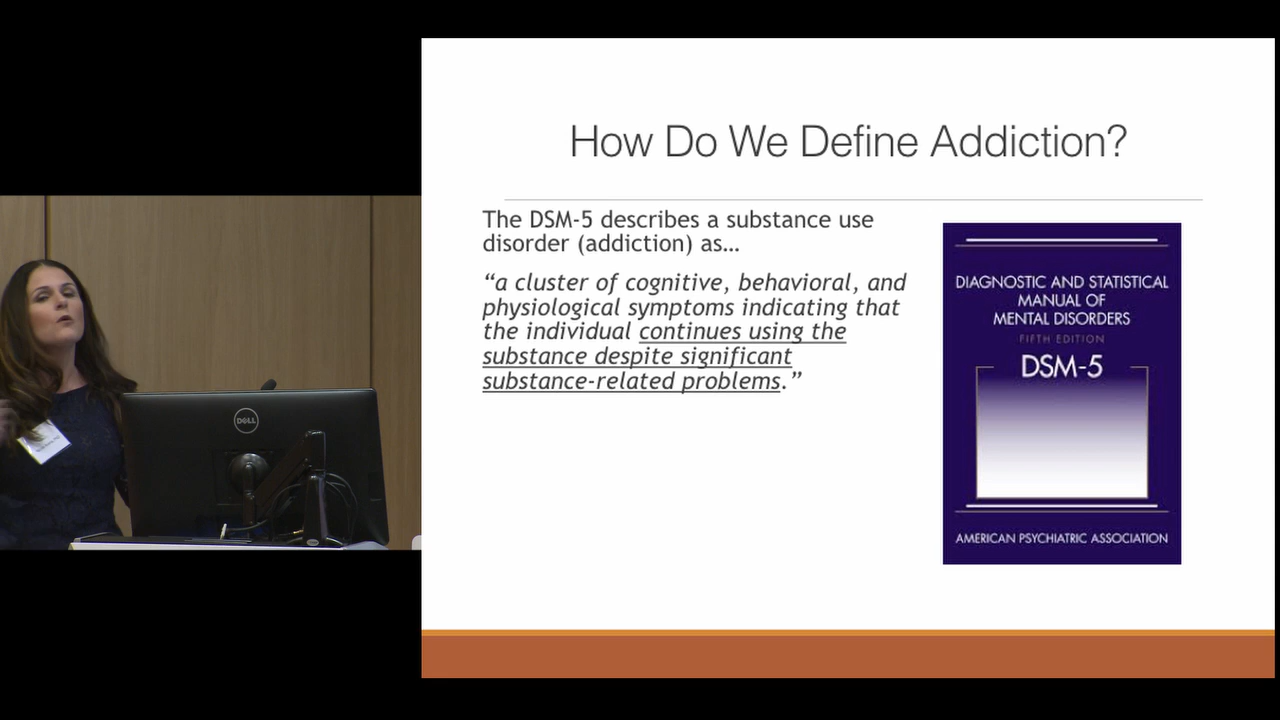 How Do We Define Addiction?
The DSM-5 describes a substance use
disorder (addiction) as…
“a cluster of cognitive, behavioral, and
physiological symptoms indicating that
the individual continues using the
substance despite significant
substance-related problems.”
DIAGNOSTIC AND STATISTICAL
MANUAL OF
MENTAL DISORDERS
FIFTH EDITION
DSM-5
AMERICAN PSYCHIATRIC ASSOCIATION
DELL